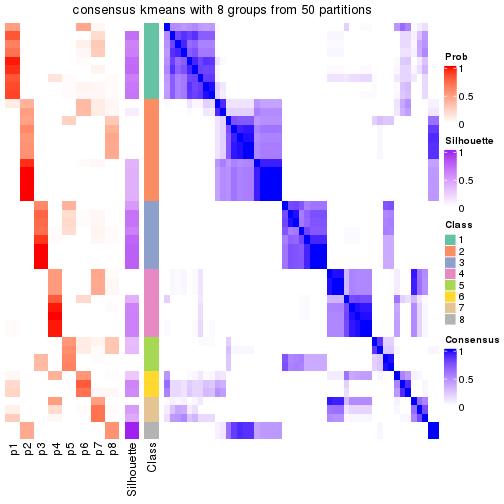 consensus kmeans with 8 groups from 50 partitions
Prob
1
0.5
0
Silhouette
1
0.5
0
Class
1
2
3
4
5
6
7
8
Consensus
1
0.5
0
p1
p2
p3
p4
p5
p6
p7
p8
Silhouette
Class